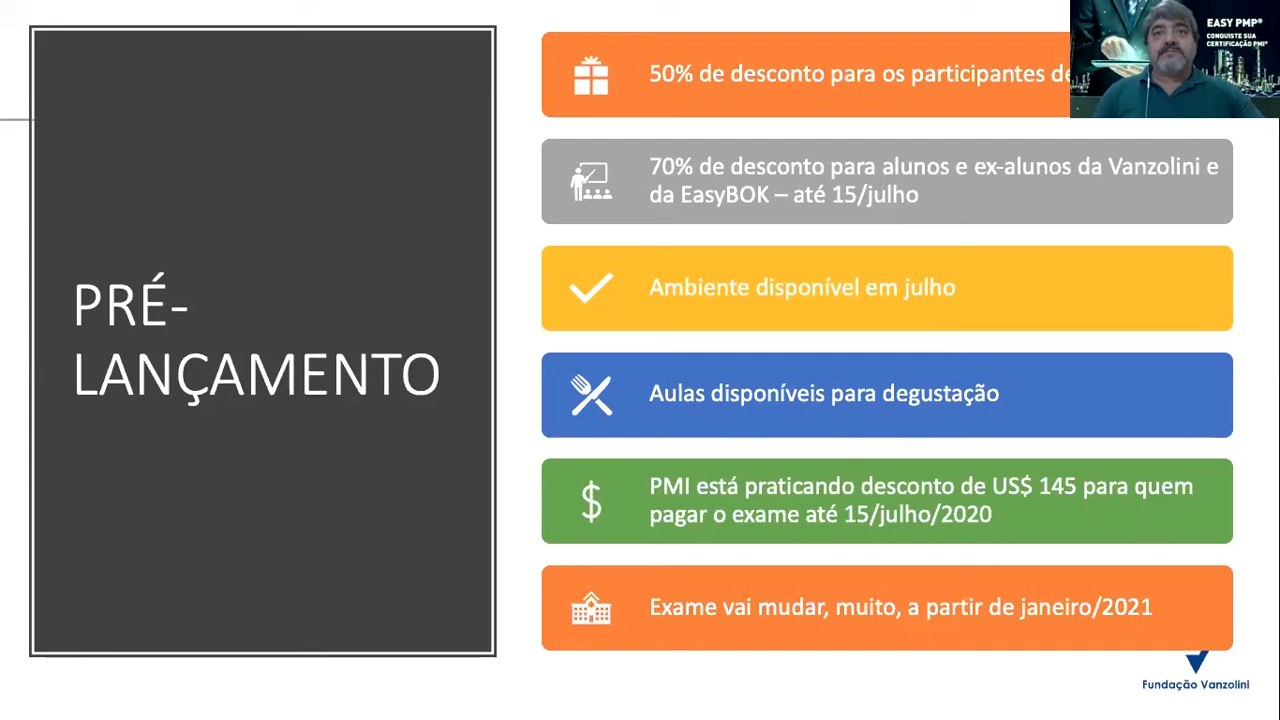 PRÉ-
LANÇAMENTO
50% de desconto para os participantes
70% de desconto para alunos e ex-alunos da Vanzolini e
da EasyBOK – até 15/julho
Ambiente disponível em julho
Aulas disponíveis para degustação
PMI está praticando desconto de US$ 145 para quem
pagar o exame até 15/julho/2020
Exame vai mudar, muito, a partir de janeiro/2021
EASY PMP®
CONQUISTE SUA
CERTIFICAÇÃO PMI®
Fundação Vanzolini